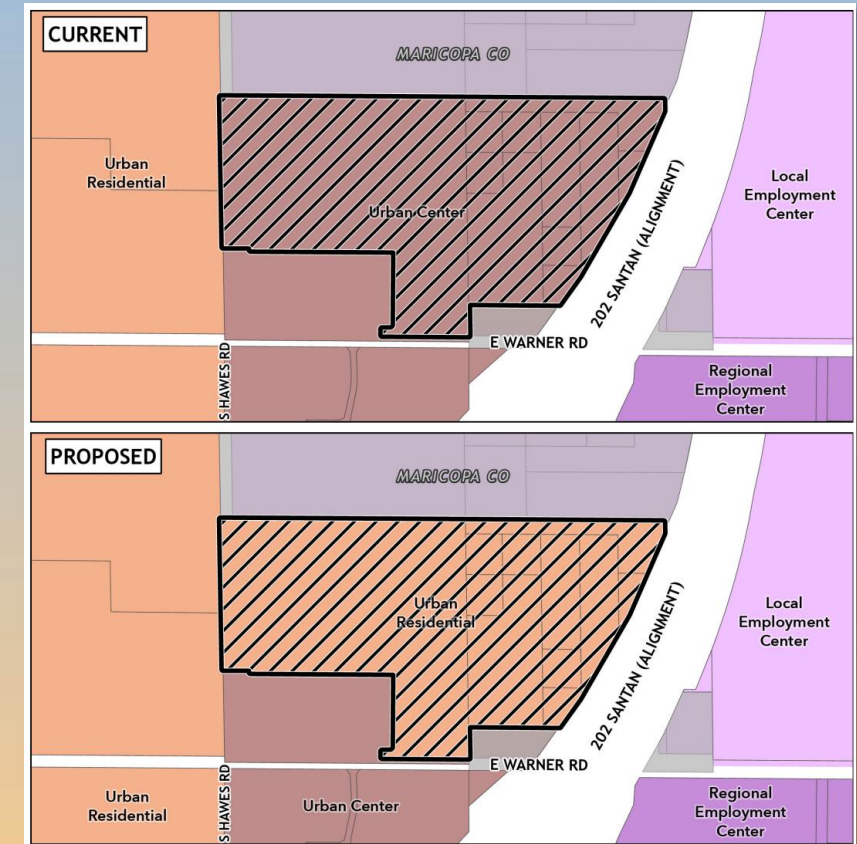 CURRENT
MARICOPA CO
Urban
Residential
Urban Center
Local
Employment
Center
202 SANTAN (ALIGNMENT)
E WARNER RD
S HAWES RD
Regional
Employment
Center
PROPOSED
MARICOPA CO
Urban
Residential
Local
Employment
Center
202 SANTAN (ALIGNMENT)
E WARNER RD
S HAWES RD
Urban
Residential
Urban Center
Regional
Employment
Center